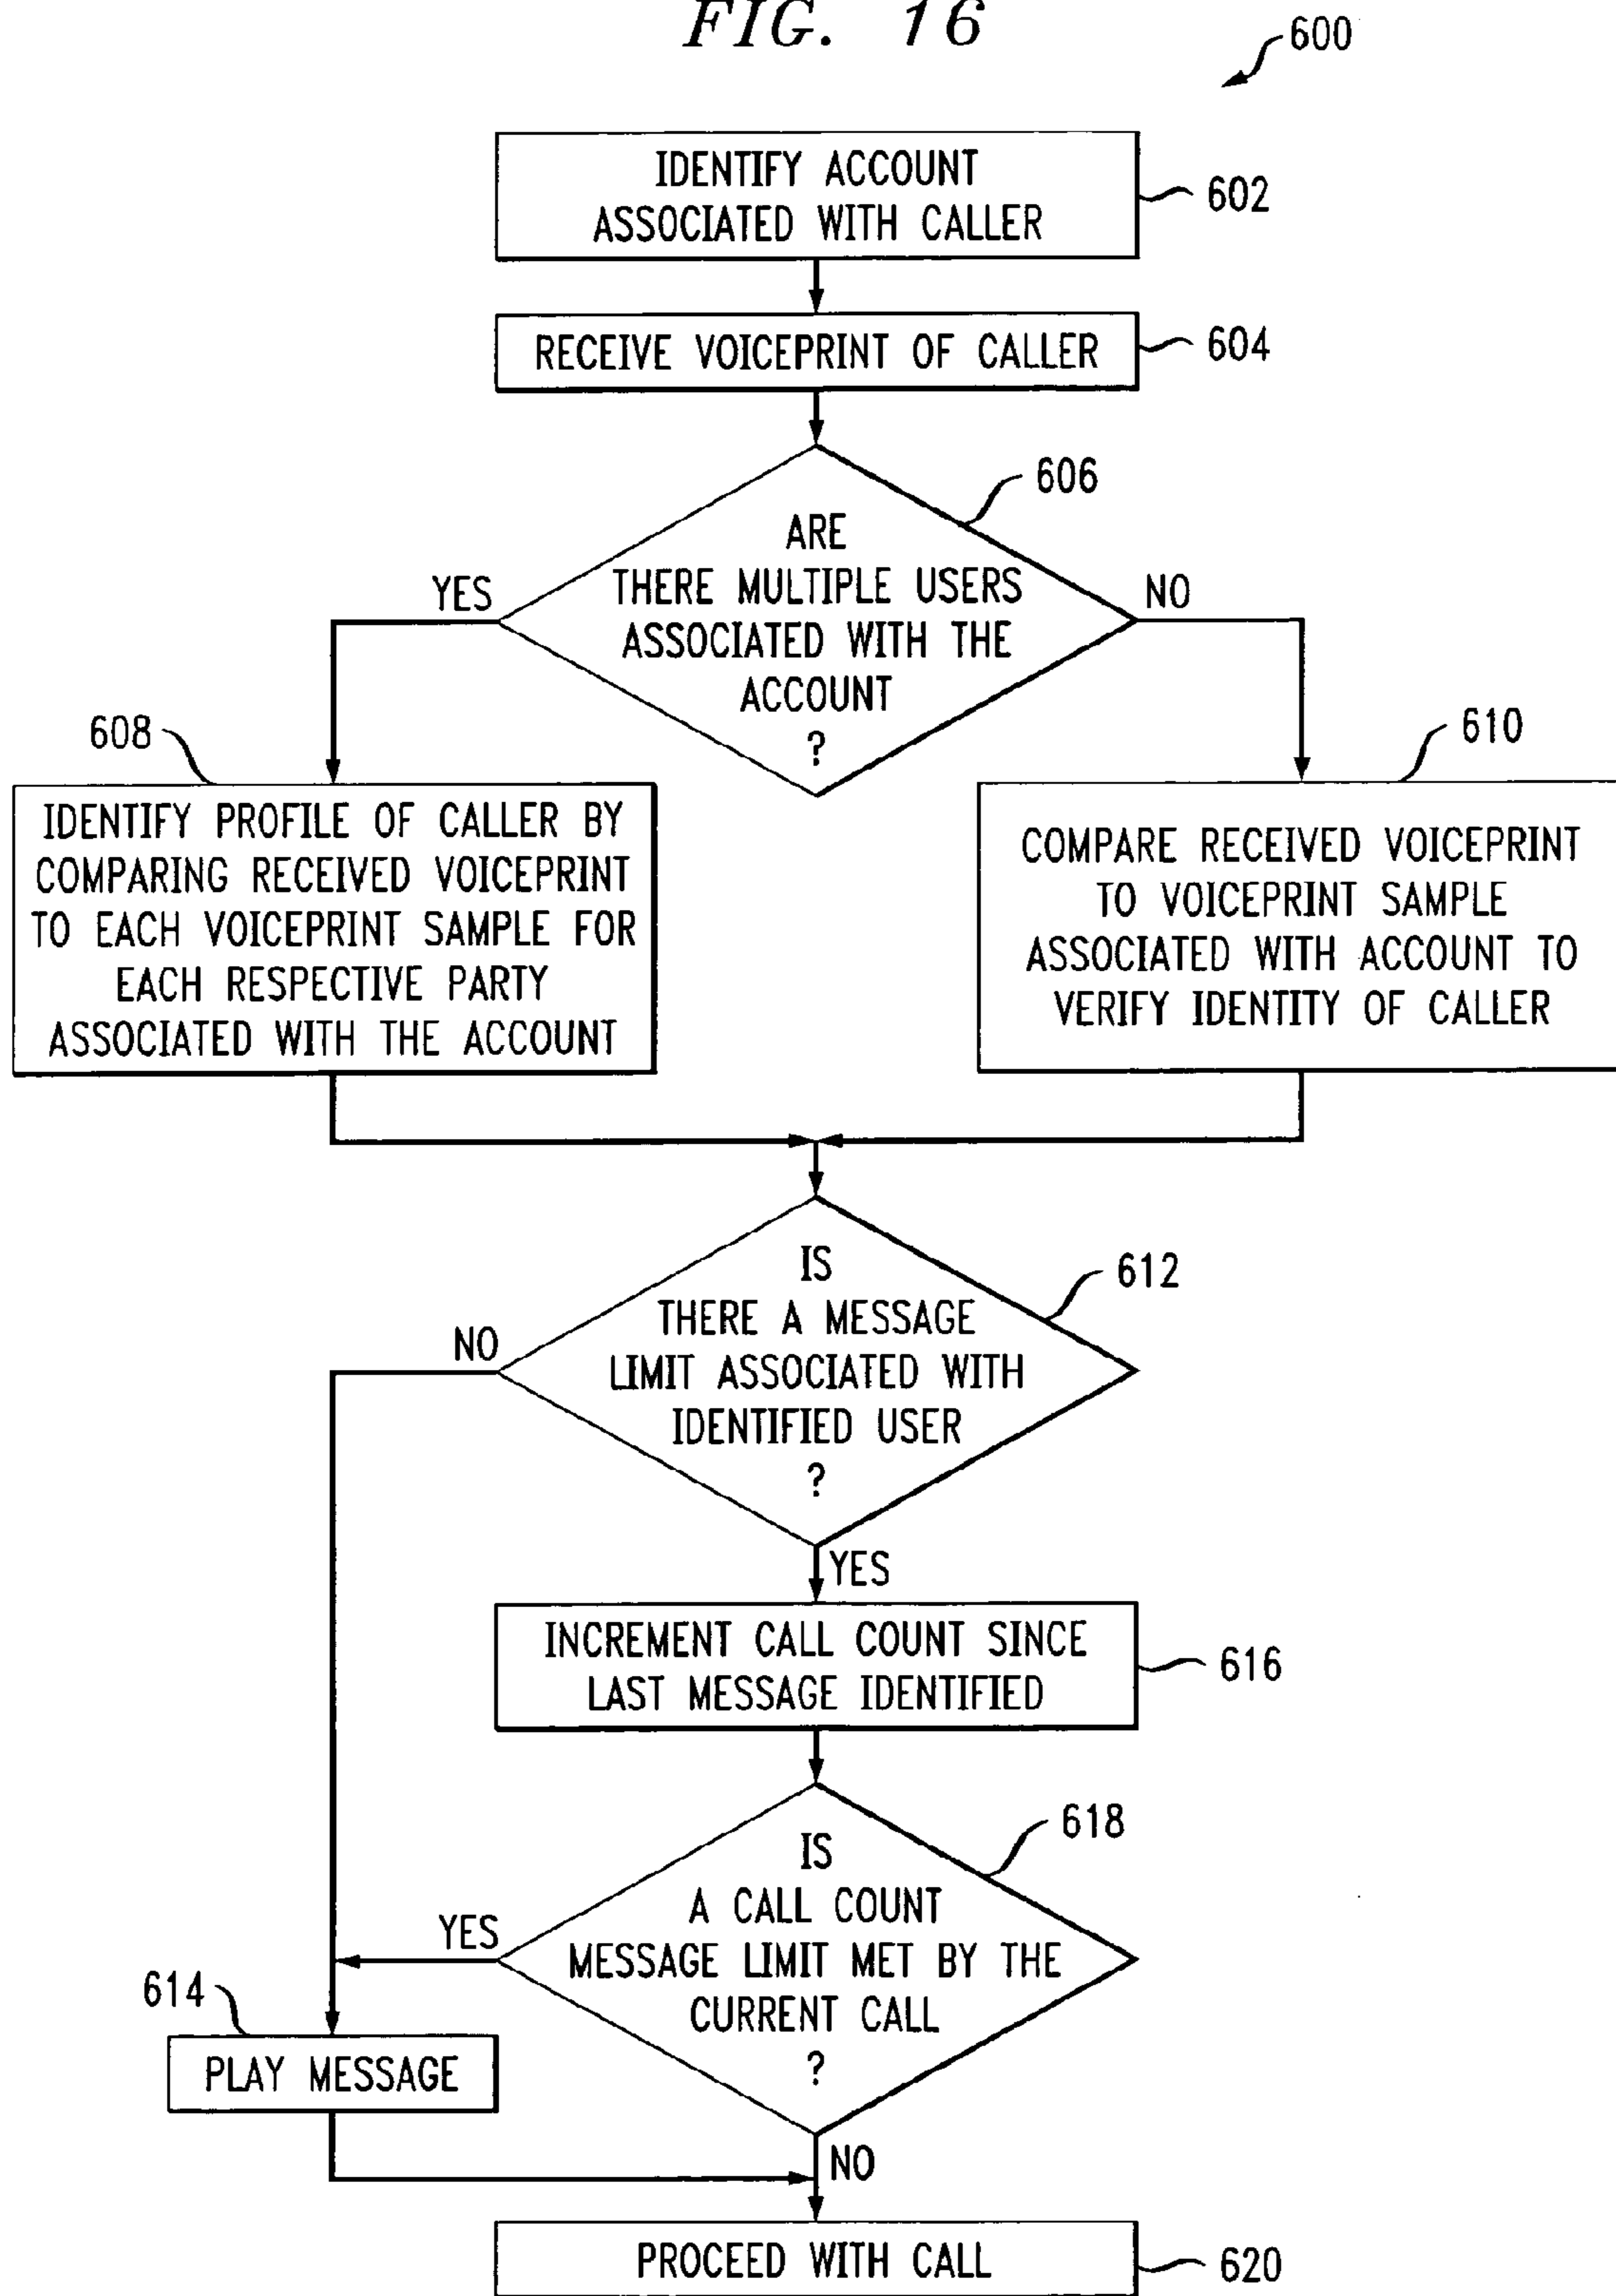 FIG. 16
600
IDENTIFY ACCOUNT
ASSOCIATED WITH CALLER
602
RECEIVE VOICEPRINT OF CALLER
604
606
ARE
THERE MULTIPLE USERS
ASSOCIATED WITH THE
ACCOUNT
?
YES
NO
608
IDENTIFY PROFILE OF CALLER BY
COMPARING RECEIVED VOICEPRINT
TO EACH VOICEPRINT SAMPLE FOR
EACH RESPECTIVE PARTY
ASSOCIATED WITH THE ACCOUNT
610
COMPARE RECEIVED VOICEPRINT
TO VOICEPRINT SAMPLE
ASSOCIATED WITH ACCOUNT TO
VERIFY IDENTITY OF CALLER
612
IS
THERE A MESSAGE
LIMIT ASSOCIATED WITH
IDENTIFIED USER
?
NO
YES
INCREMENT CALL COUNT SINCE
LAST MESSAGE IDENTIFIED
616
618
IS
A CALL COUNT
MESSAGE LIMIT MET BY THE
CURRENT CALL
?
YES
614
PLAY MESSAGE
NO
PROCEED WITH CALL
620